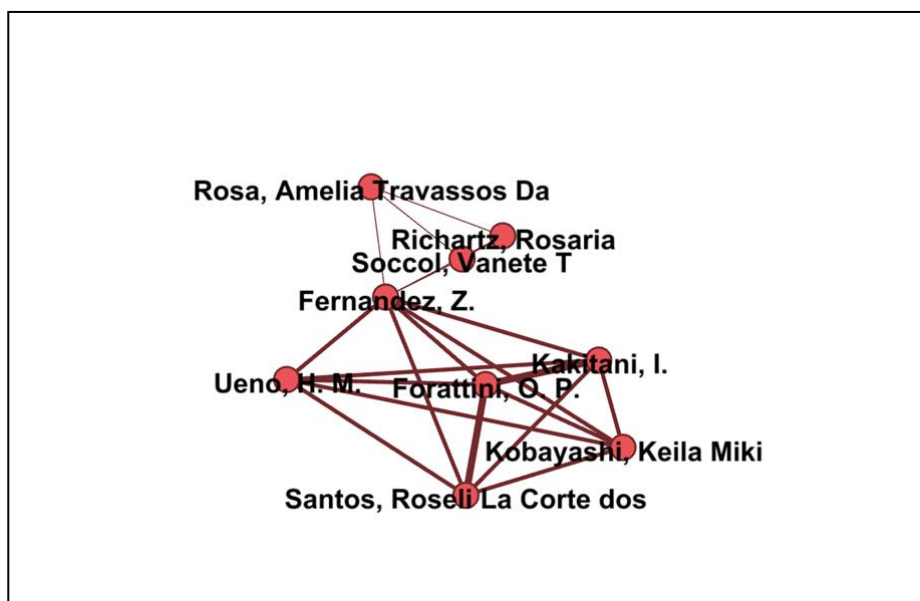 Rosa, Amelia Travassos Da
Richartz, Rosaria
Soccol, Vanete T
Fernandez, Z.
Kakitani, I.
Ueno, H. M.
Forattini, O. P.
Kobayashi, Keila Miki
Santos, Roseli La Corte dos